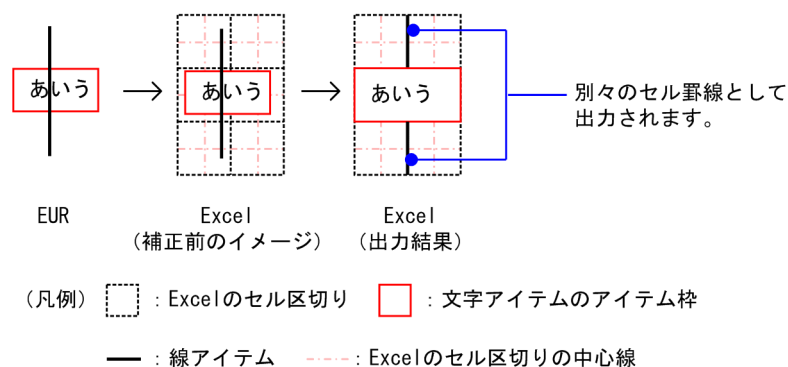 あいう
あいう
あいう
別々のセル罫線として
出力されます。
EUR
Excel
(補正前のイメージ)
Excel
(出力結果)
(凡例)
:Excelのセル区切り
:文字アイテムのアイテム枠
:線アイテム
:Excelのセル区切りの中心線